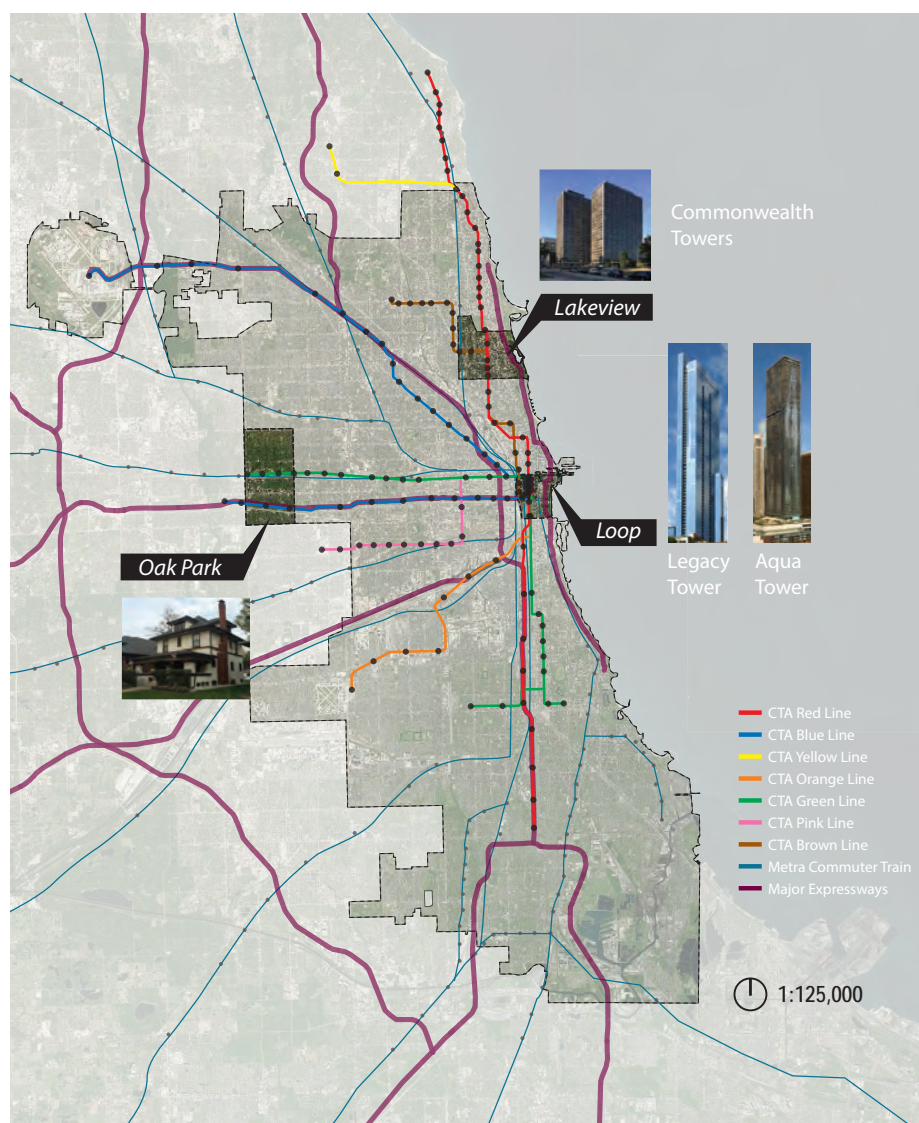 Commonwealth
Towers
Lakeview
Loop
Oak Park
Legacy
Tower
Aqua
Tower
CTA Red Line
CTA Blue Line
CTA Yellow Line
CTA Orange Line
CTA Green Line
CTA Pink Line
CTA Brown Line
Metra Commuter Train
Major Expressways
1:125,000